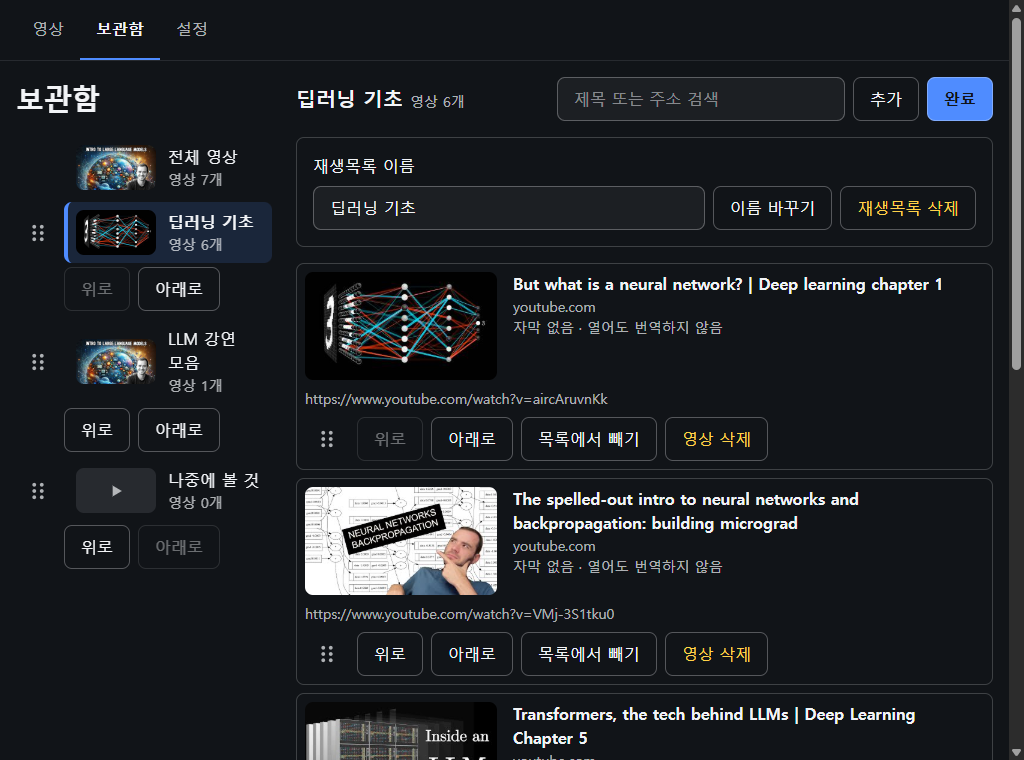 영상
보관함
설정
보관함
INTRO TO LARGE LANGUAGE MODELS
전체 영상
영상 7개
딥러닝 기초
영상 6개
위로
아래로
LLM 강연
모음
영상 1개
위로
아래로
나중에 볼 것
영상 0개
위로
아래로
딥러닝 기초 영상 6개
제목 또는 주소 검색
추가
완료
재생목록 이름
딥러닝 기초
이름 바꾸기
재생목록 삭제
But what is a neural network? | Deep learning chapter 1
youtube.com
자막 없음 · 열어도 번역하지 않음
https://www.youtube.com/watch?v=aircAruvnKk
위로
아래로
목록에서 빼기
영상 삭제
NEURAL NETWORKS
BACKPROPAGATION
The spelled-out intro to neural networks and
backpropagation: building micrograd
youtube.com
자막 없음 · 열어도 번역하지 않음
https://www.youtube.com/watch?v=VMj-3S1tku0
위로
아래로
목록에서 빼기
영상 삭제
Inside an
LLM
Transformers, the tech behind LLMs | Deep Learning
Chapter 5
youtube.com